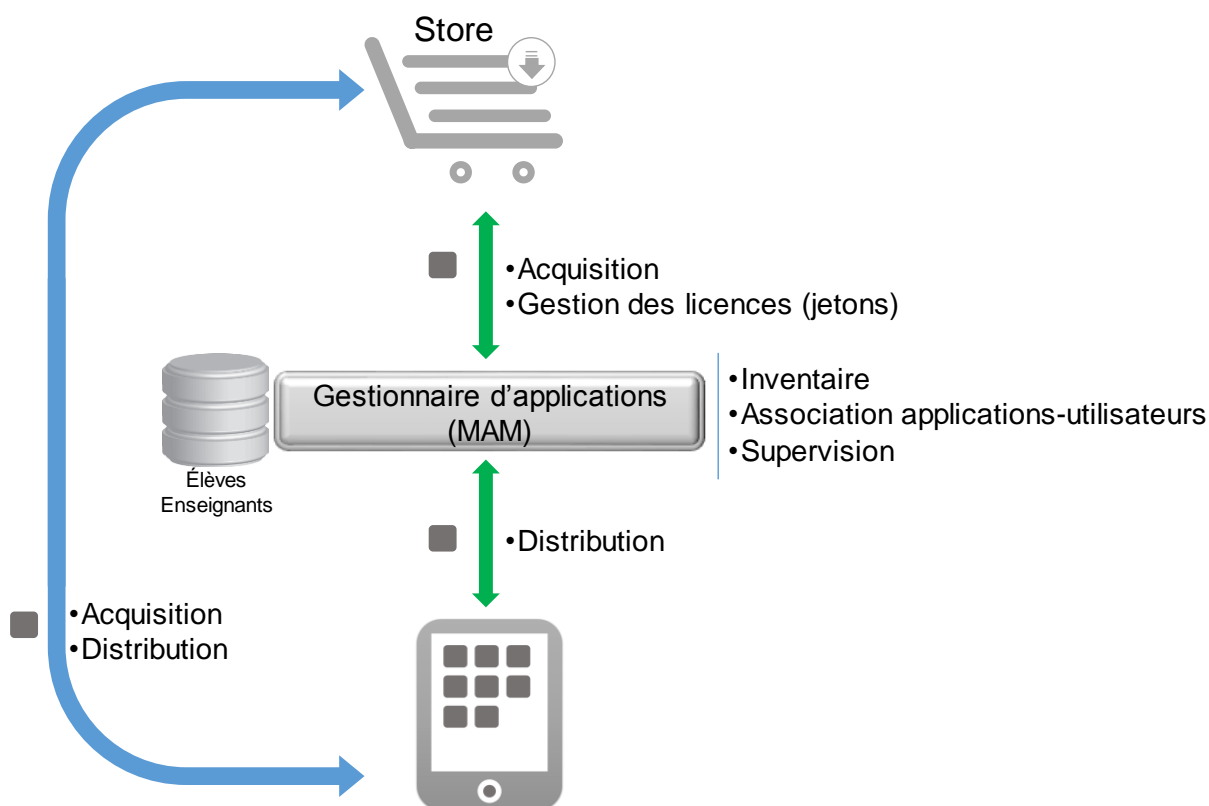 Store
•Acquisition
•Gestion des licences (jetons)
Gestionnaire d’applications
(MAM)
•Inventaire
•Association applications-utilisateurs
•Supervision
Élèves
Enseignants
•Distribution
•Acquisition
•Distribution